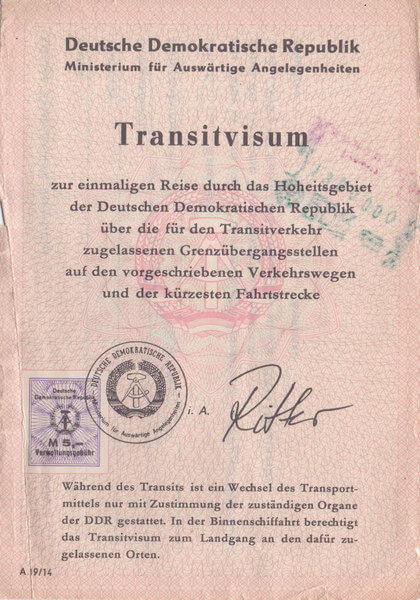 Deutsche Demokratische Republik
Ministerium für Auswärtige Angelegenheiten
Transitvisum
zur einmaligen Reise durch das Hoheitsgebiet
der Deutschen Demokratischen Republik
über die für den Transitverkehr
zugelassenen Grenzübergangsstellen
auf den vorgeschriebenen Verkehrswegen
und der kürzesten Fahrtstrecke
Deutsche
Demokratische Republik
M 5,–
Verwaltungsgebühr
DEUTSCHE DEMOKRATISCHE REPUBLIK
Ministerium für Auswärtige Angelegenheiten
i. A. Ritter
Während des Transits ist ein Wechsel des Transport-
mittels nur mit Zustimmung der zuständigen Organe
der DDR gestattet. In der Binnenschiffahrt berechtigt
das Transitvisum zum Landgang an den dafür zu-
gelassenen Orten.
A 19/14